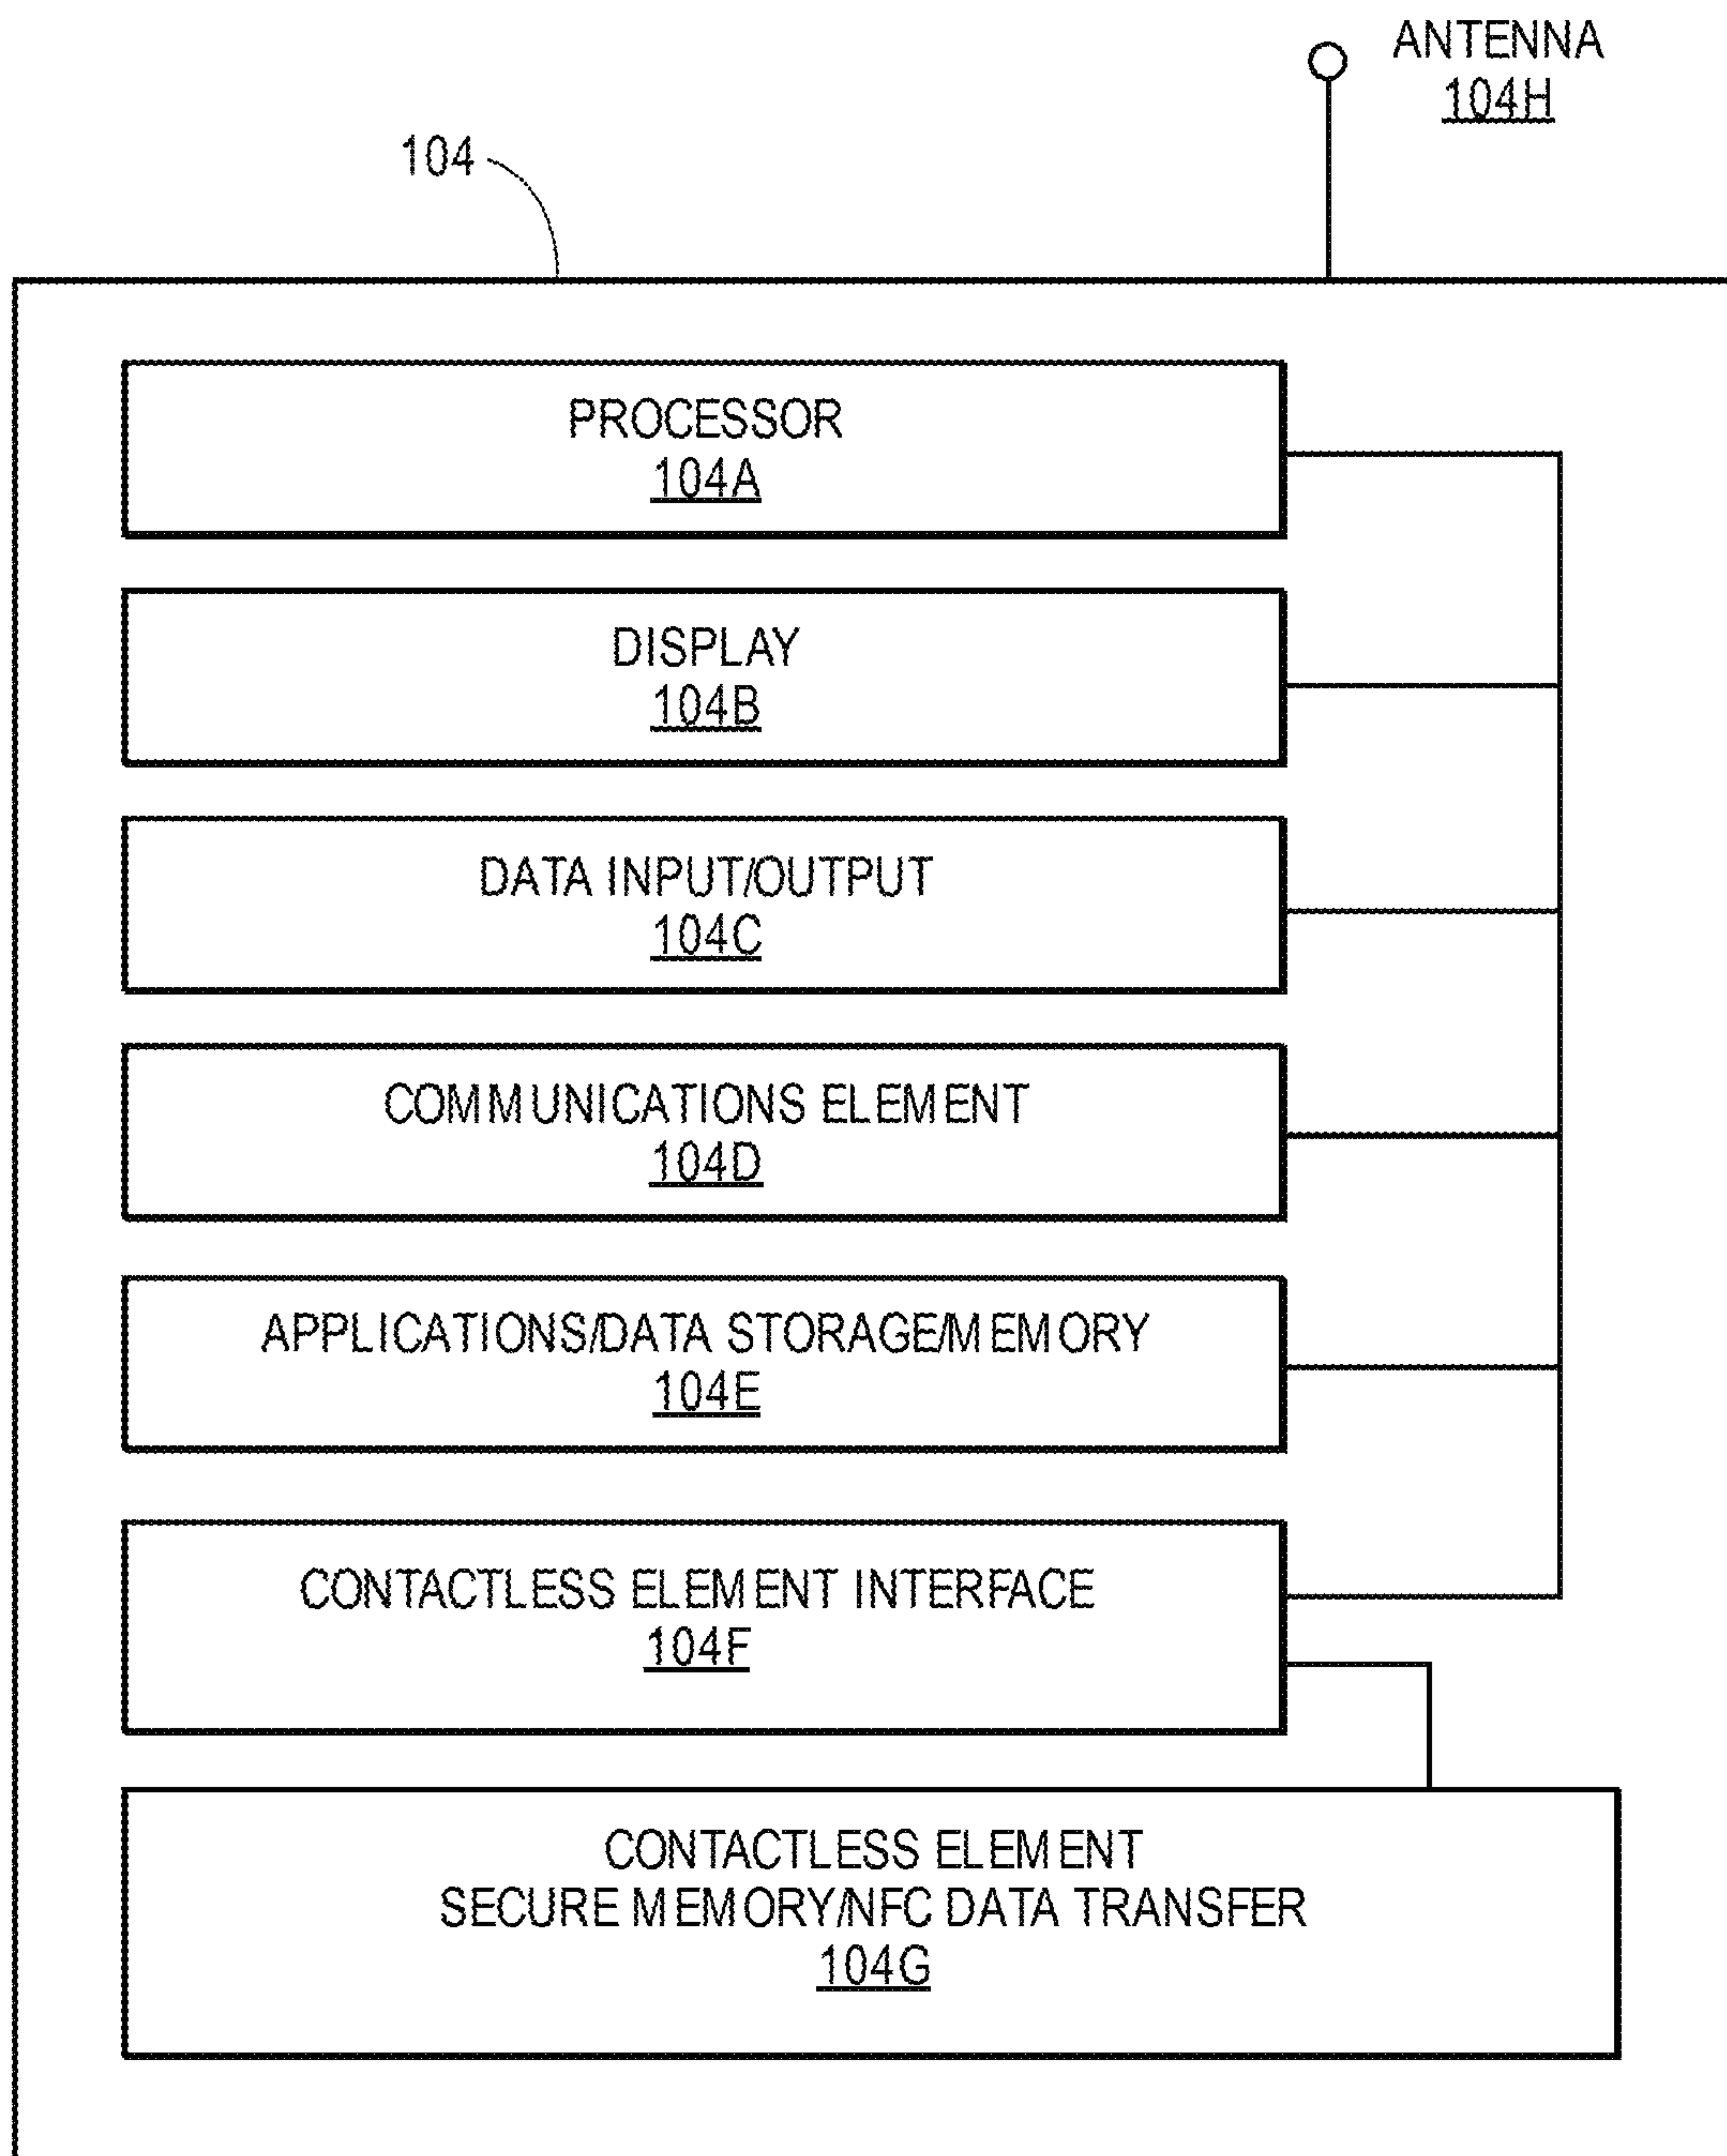 ANTENNA
104H
104
PROCESSOR
104A
DISPLAY
104B
DATA INPUT/OUTPUT
104C
COMMUNICATIONS ELEMENT
104D
APPLICATIONS/DATA STORAGE/MEMORY
104E
CONTACTLESS ELEMENT INTERFACE
104F
CONTACTLESS ELEMENT
SECURE MEMORY/NFC DATA TRANSFER
104G